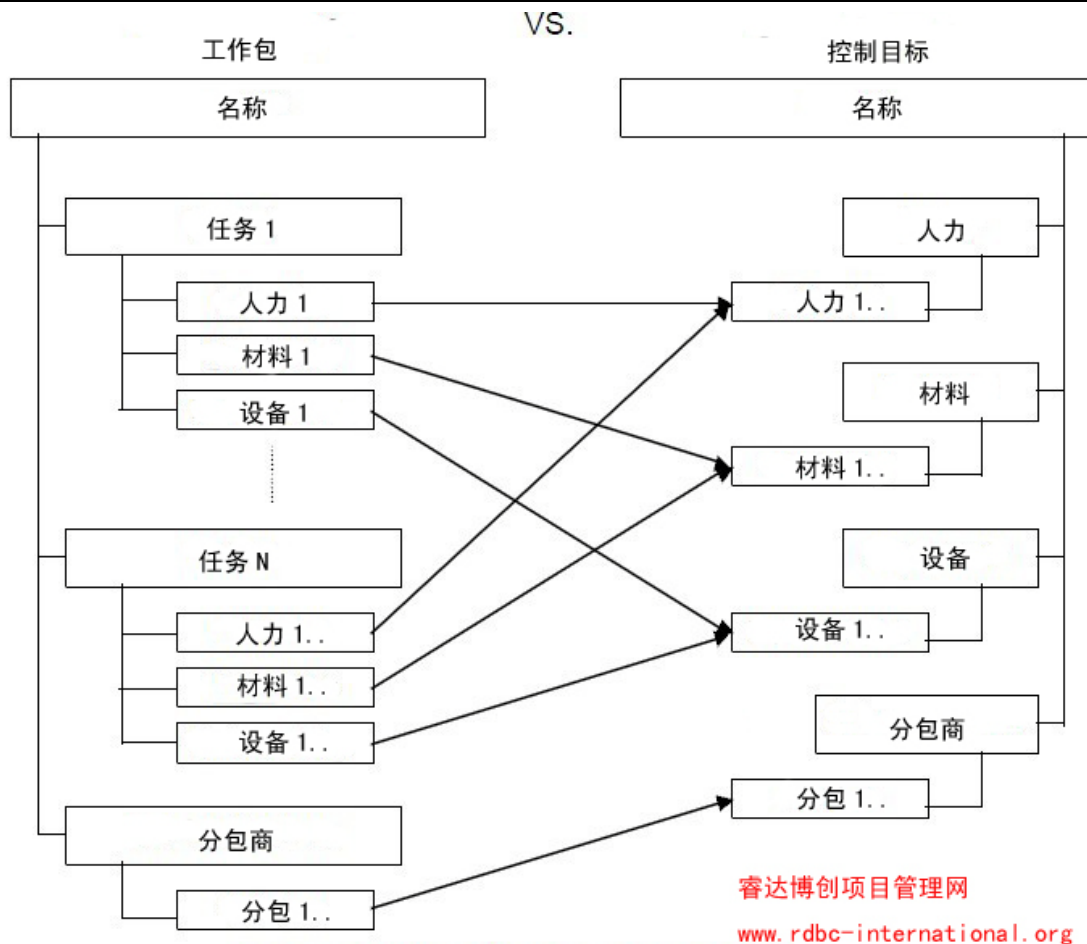 VS.
工作包
控制目标
名称
名称
任务 1
人力 1
材料 1
设备 1
任务 N
人力 1..
材料 1..
设备 1..
分包商
分包 1..
人力
人力 1..
材料
材料 1..
设备
设备 1..
分包商
分包 1..
睿达博创项目管理网
www.rdbc-international.org